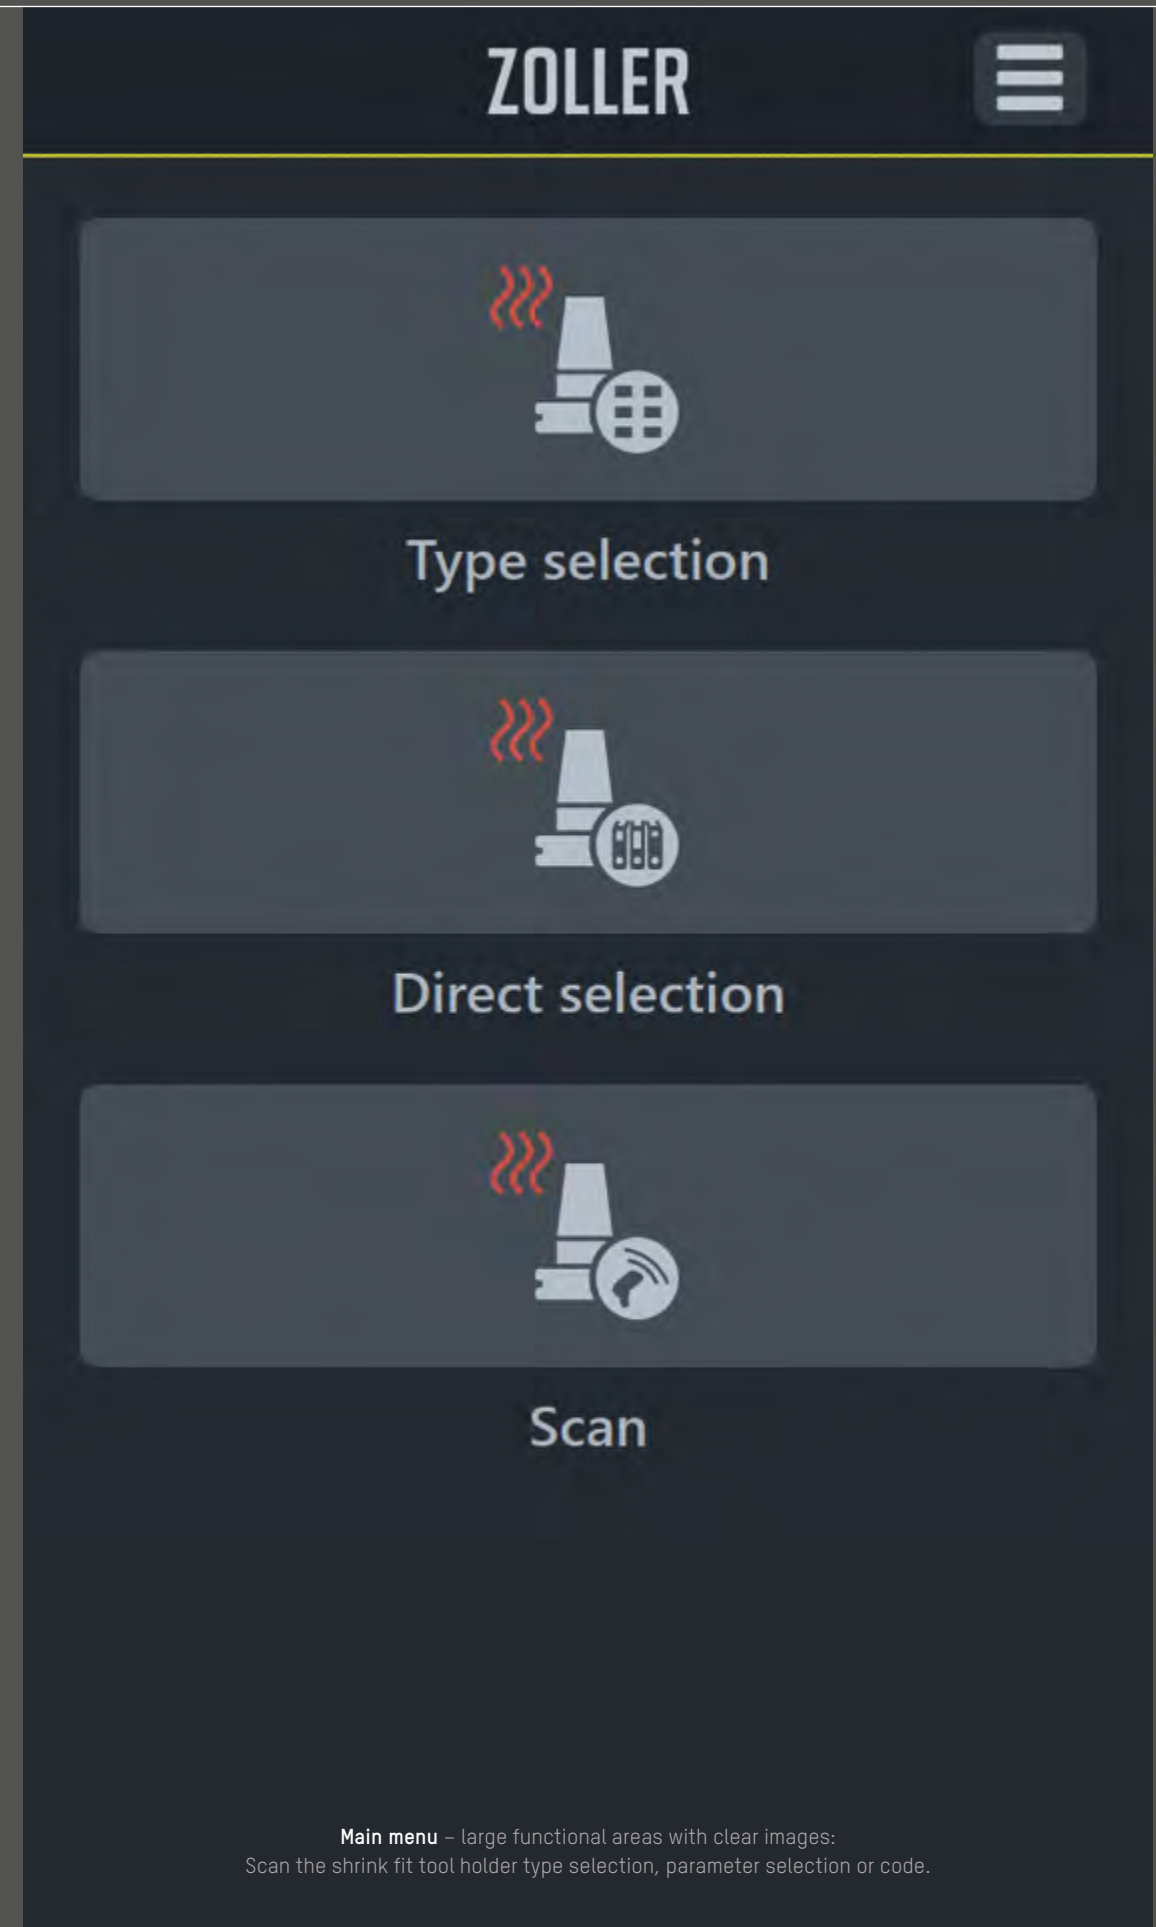 ZOLLER
Type selection
Direct selection
Scan
Main menu – large functional areas with clear images:
Scan the shrink fit tool holder type selection, parameter selection or code.